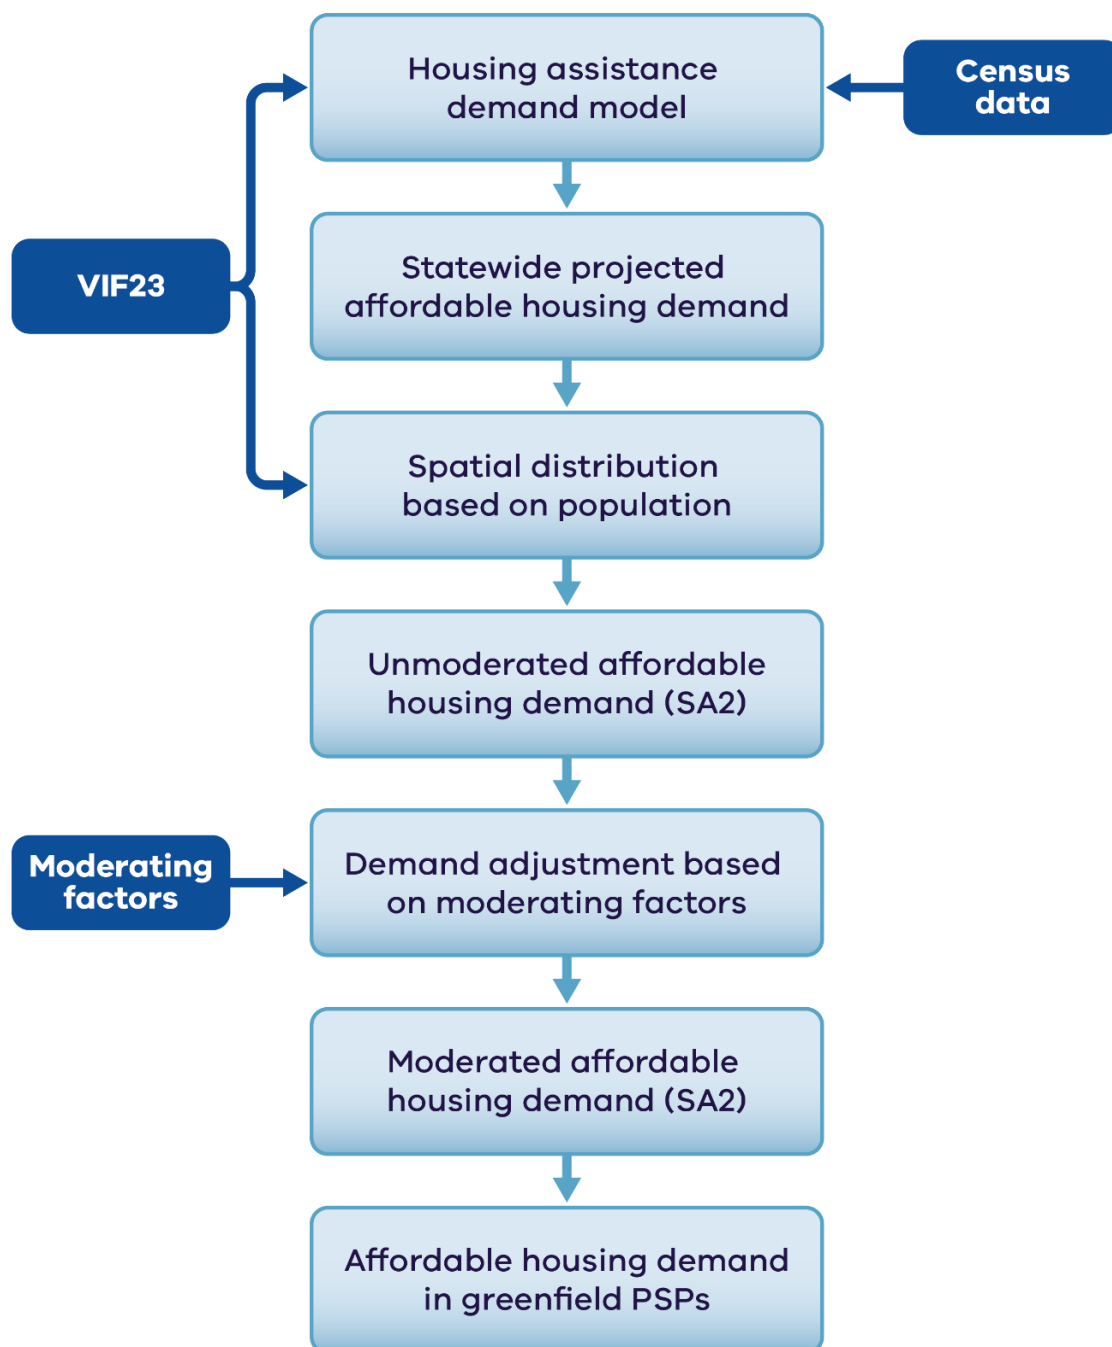 Housing assistance
demand model
Census
data
Statewide projected
affordable housing demand
VIF23
Spatial distribution
based on population
Unmoderated affordable
housing demand (SA2)
Moderating
factors
Demand adjustment based
on moderating factors
Moderated affordable
housing demand (SA2)
Affordable housing demand
in greenfield PSPs